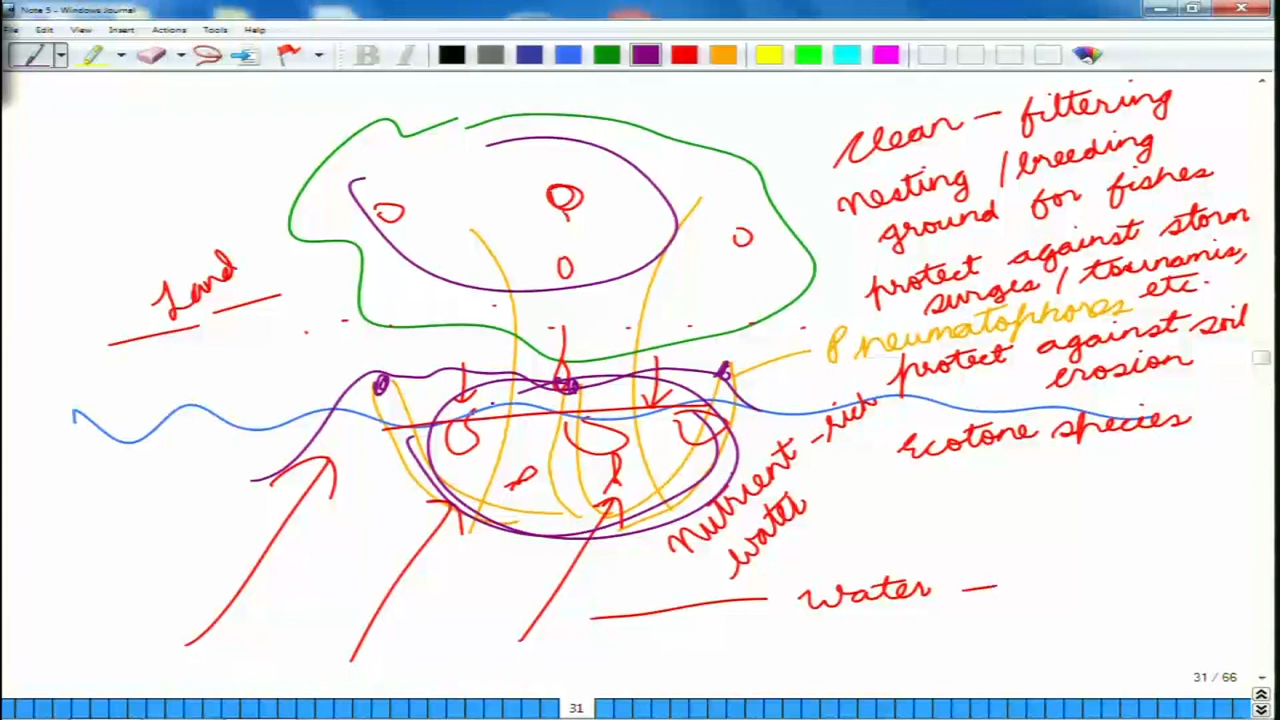 Note 5 - Windows Journal
File Edit View Insert Actions Tools Help
B I
Clean - filtering
nesting / breeding
ground for fishes
protect against storm
surges / tsunamis,
etc.
Pneumatophores
protect against soil
erosion
Ecotone species
Land
Nutrient - rich
water
Water
31 / 66
31